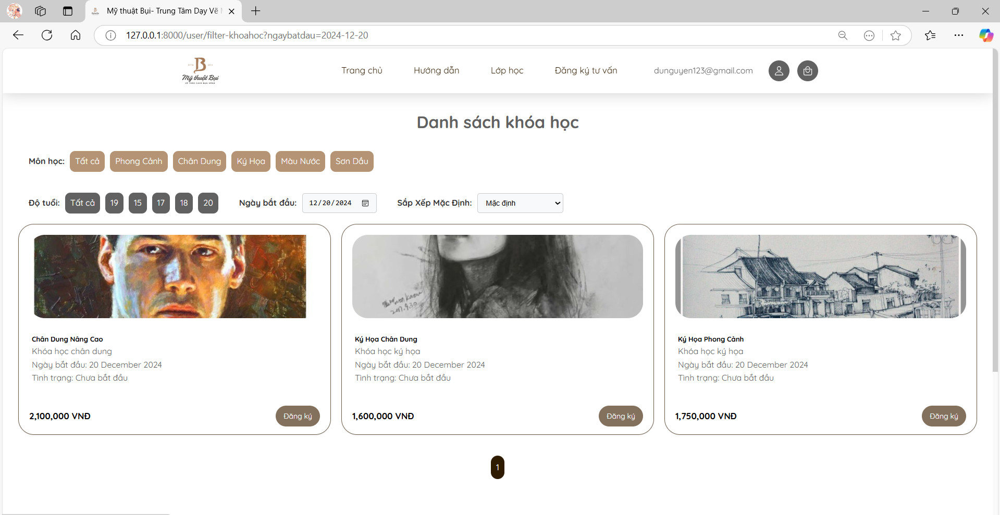 Mỹ thuật Bụi- Trung Tâm Dạy Vẽ
127.0.0.1:8000/user/filter-khoahoc?ngaybatdau=2024-12-20
B
Mỹ thuật Bụi
Trang chủ
Hướng dẫn
Lớp học
Đăng ký tư vấn
dunguyen123@gmail.com
Danh sách khóa học
Môn học: Tất cả Phong Cảnh Chân Dung Ký Họa Màu Nước Sơn Dầu
Độ tuổi: Tất cả 19 15 17 18 20 Ngày bắt đầu: 12/20/2024 Sắp Xếp Mặc Định: Mặc định
Chân Dung Nâng Cao
Khóa học chân dung
Ngày bắt đầu: 20 December 2024
Tình trạng: Chưa bắt đầu
2,100,000 VNĐ
Đăng ký
Ký Họa Chân Dung
Khóa học ký họa
Ngày bắt đầu: 20 December 2024
Tình trạng: Chưa bắt đầu
1,600,000 VNĐ
Đăng ký
Ký Họa Phong Cảnh
Khóa học ký họa
Ngày bắt đầu: 20 December 2024
Tình trạng: Chưa bắt đầu
1,750,000 VNĐ
Đăng ký
1